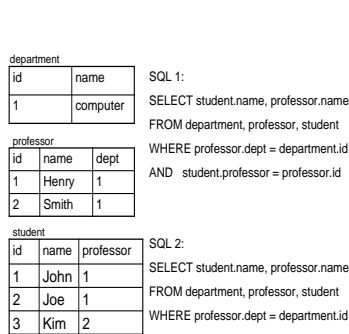 department
id name
1 computer
professor
id name dept
1 Henry 1
2 Smith 1
student
id name professor
1 John 1
2 Joe 1
3 Kim 2
SQL 1:
SELECT student.name, professor.name
FROM department, professor, student
WHERE professor.dept = department.id
AND student.professor = professor.id
SQL 2:
SELECT student.name, professor.name
FROM department, professor, student
WHERE professor.dept = department.id